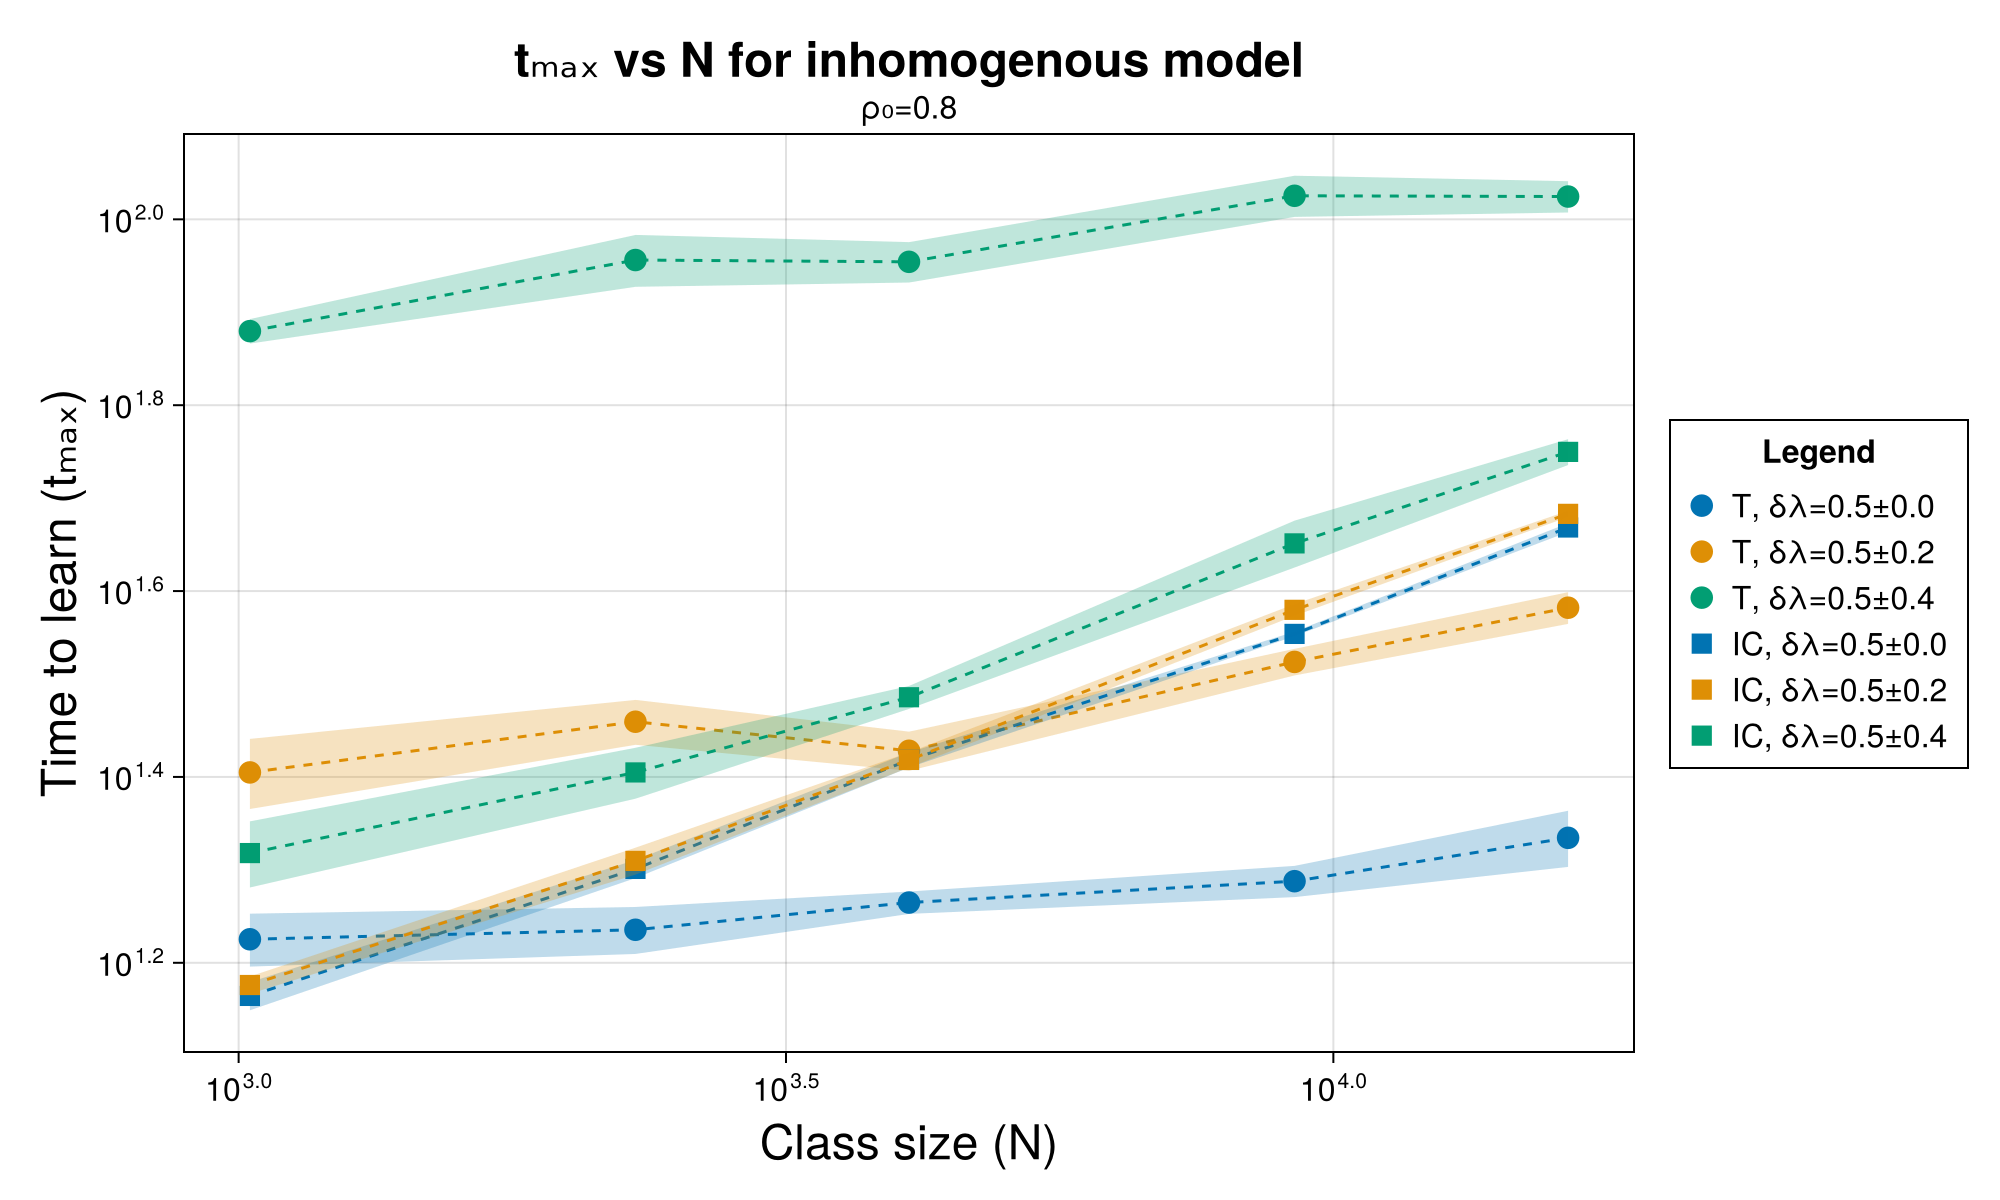 tₘₐₓ vs N for inhomogenous model
ρ₀=0.8
Time to learn (tₘₐₓ)
10^2.0
10^1.8
10^1.6
10^1.4
10^1.2
10^3.0
10^3.5
10^4.0
Class size (N)
Legend
T, δλ=0.5±0.0
T, δλ=0.5±0.2
T, δλ=0.5±0.4
IC, δλ=0.5±0.0
IC, δλ=0.5±0.2
IC, δλ=0.5±0.4